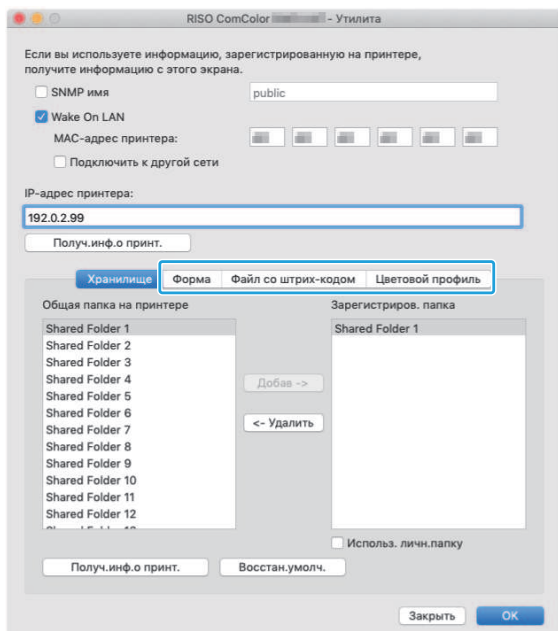 RISO ComColor - Утилита
Если вы используете информацию, зарегистрированную на принтере,
получите информацию с этого экрана.
SNMP имя
public
Wake On LAN
MAC-адрес принтера:
Подключить к другой сети
IP-адрес принтера:
192.0.2.99
Получ.инф.о принт.
Хранилище Форма Файл со штрих-кодом Цветовой профиль
Общая папка на принтере
Зарегистриров. папка
Shared Folder 1
Shared Folder 2
Shared Folder 3
Shared Folder 4
Shared Folder 5
Shared Folder 6
Shared Folder 7
Shared Folder 8
Shared Folder 9
Shared Folder 10
Shared Folder 11
Shared Folder 12
Добав ->
<- Удалить
Shared Folder 1
Использ. личн.папку
Получ.инф.о принт.
Восстан.умолч.
Закрыть
OK